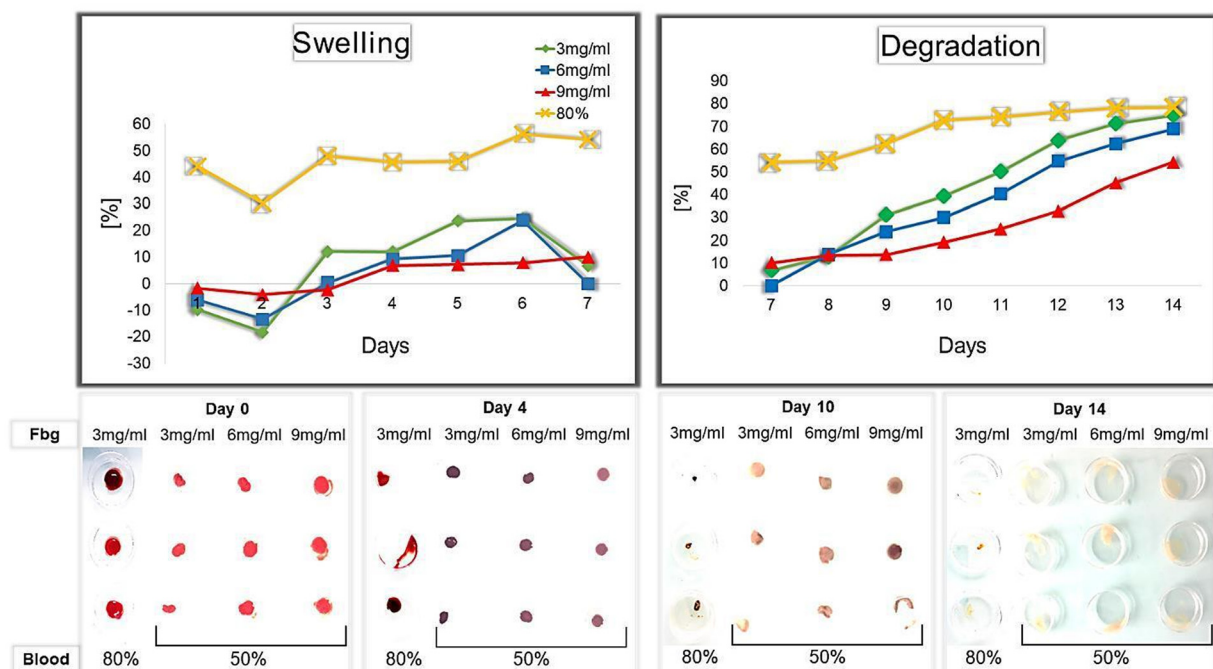 Swelling
3mg/ml
6mg/ml
9mg/ml
80%
60
50
40
30
20
10
0
-10
-20
-30
[%]
1 2 3 4 5 6 7
Days
Degradation
90
80
70
60
50
40
30
20
10
0
[%]
7 8 9 10 11 12 13 14
Days
Day 0
Fbg 3mg/ml 3mg/ml 6mg/ml 9mg/ml
Blood 80% 50%
Day 4
3mg/ml 3mg/ml 6mg/ml 9mg/ml
80% 50%
Day 10
3mg/ml 3mg/ml 6mg/ml 9mg/ml
80% 50%
Day 14
3mg/ml 3mg/ml 6mg/ml 9mg/ml
80% 50%